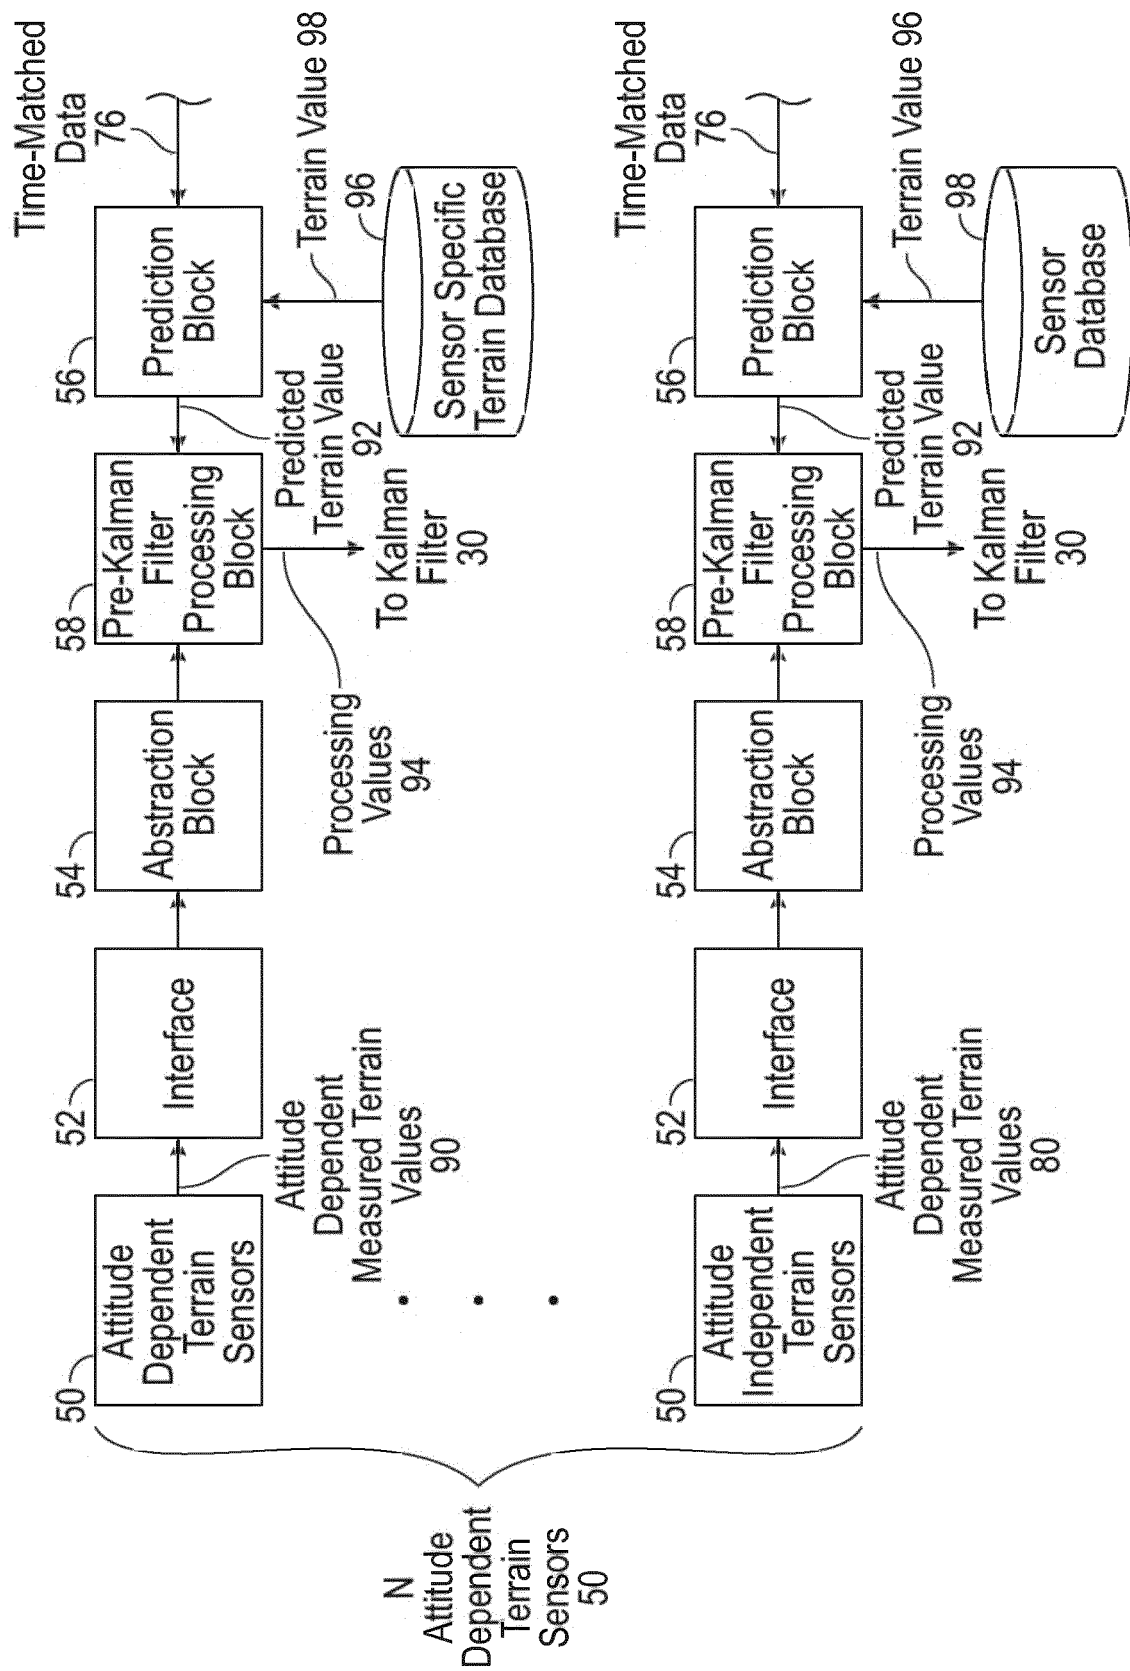 N
Attitude
Dependent
Terrain
Sensors
50
50
Attitude
Dependent
Terrain
Sensors
Attitude
Dependent
Measured Terrain
Values
90
52
Interface
54
Abstraction
Block
58
Pre-Kalman
Filter
Processing
Block
Processing
Values
94
To Kalman
Filter
30
Predicted
Terrain Value
92
56
Prediction
Block
Time-Matched
Data
76
Terrain Value 98
96
Sensor Specific
Terrain Database
50
Attitude
Independent
Terrain
Sensors
Attitude
Dependent
Measured Terrain
Values
80
52
Interface
54
Abstraction
Block
58
Pre-Kalman
Filter
Processing
Block
Processing
Values
94
To Kalman
Filter
30
Predicted
Terrain Value
92
56
Prediction
Block
Time-Matched
Data
76
Terrain Value 96
98
Sensor
Database